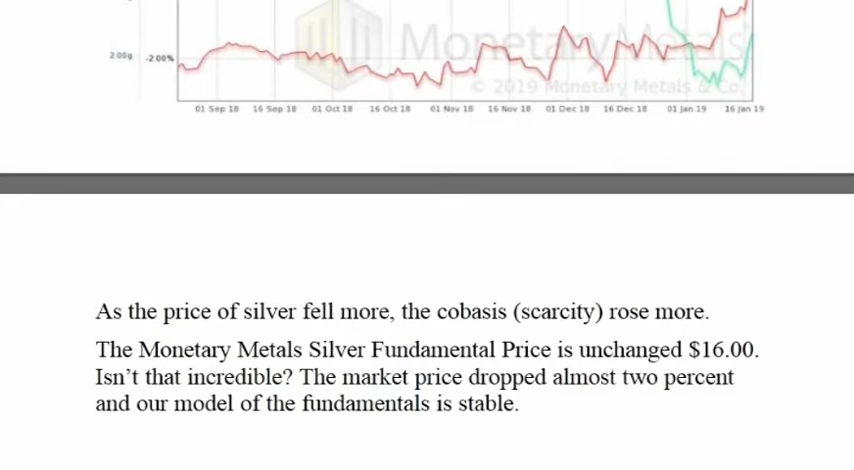 Monetary Metals
© 2019 Monetary Metals & Co.
2.00g -2.00%
01 Sep 18 16 Sep 18 01 Oct 18 16 Oct 18 01 Nov 18 16 Nov 18 01 Dec 18 16 Dec 18 01 Jan 19 16 Jan 19
As the price of silver fell more, the cobasis (scarcity) rose more.
The Monetary Metals Silver Fundamental Price is unchanged $16.00.
Isn’t that incredible? The market price dropped almost two percent
and our model of the fundamentals is stable.